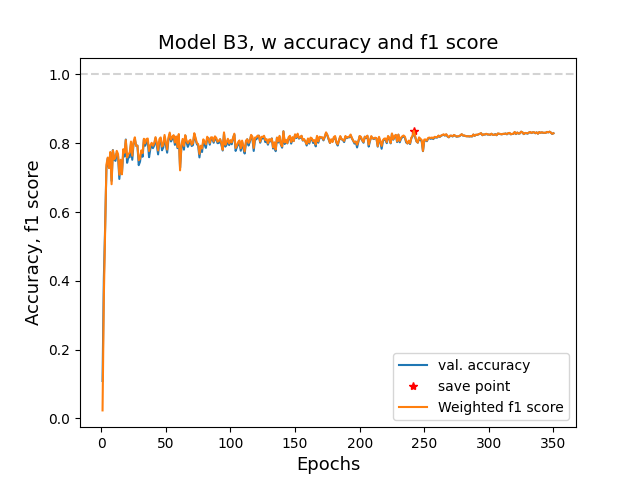 Model B3, w accuracy and f1 score
Accuracy, f1 score
1.0
0.8
0.6
0.4
0.2
0.0
val. accuracy
save point
Weighted f1 score
0 50 100 150 200 250 300 350
Epochs